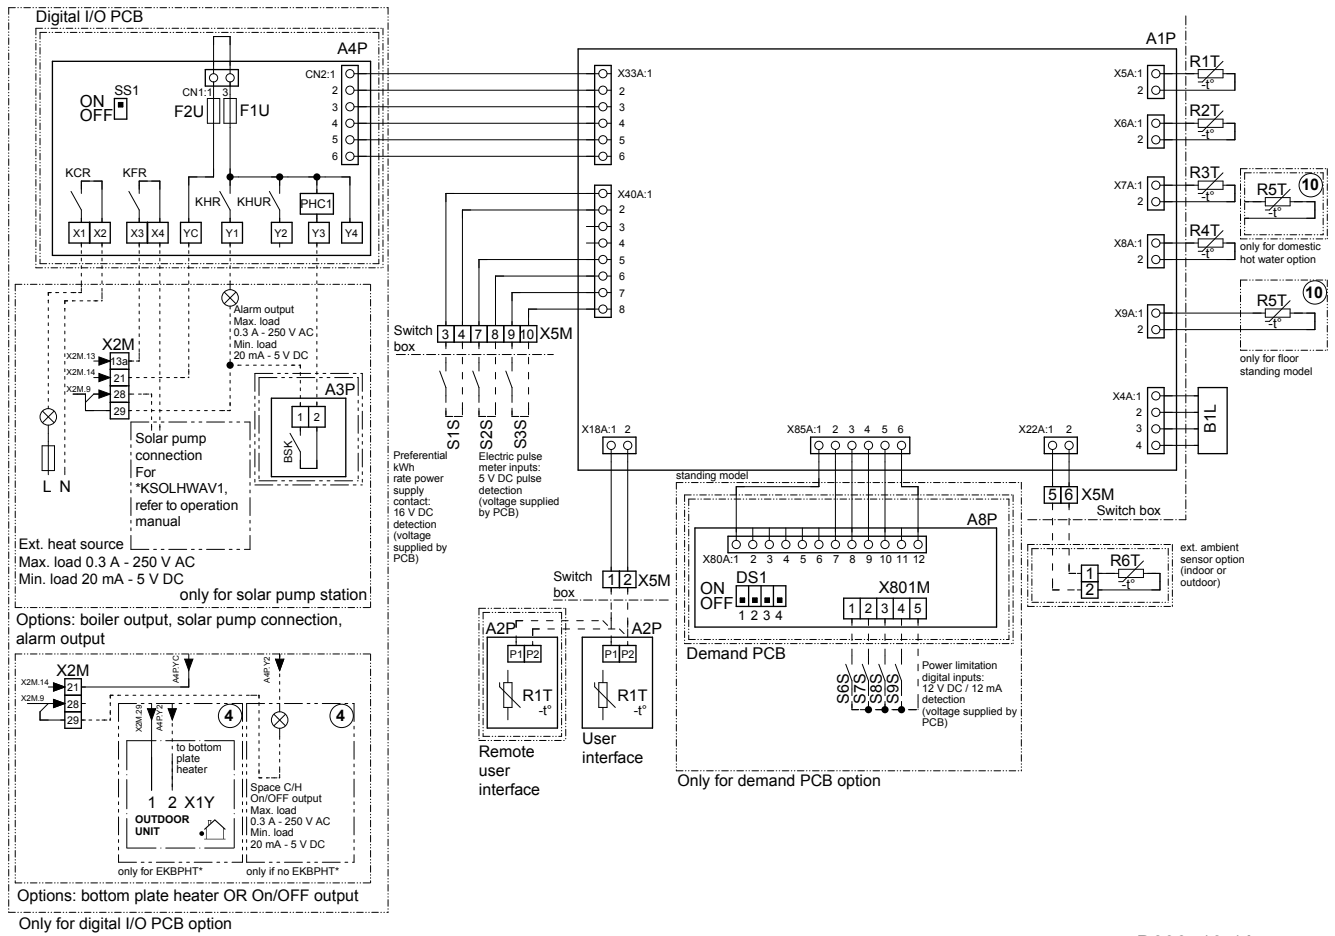 Digital I/O PCB
A4P
CN2:1
2
3
4
5
6
SS1
ON
OFF
CN1:1 3
F2U F1U
KCR KFR
KHR KHUR PHC1
X1 X2 X3 X4 YC Y1 Y2 Y3 Y4
Alarm output
Max. load
0.3 A - 250 V AC
Min. load
20 mA - 5 V DC
X2M
X2M.13 13a
X2M.14 21
X2M.9 28
29
A3P
1 2
BSK
L N
Solar pump
connection
For
*KSOLHWAV1,
refer to operation
manual
Ext. heat source
Max. load 0.3 A - 250 V AC
Min. load 20 mA - 5 V DC
only for solar pump station
Options: boiler output, solar pump connection,
alarm output
X2M
X2M.14 21
X2M.9 28
29
A4P.YC
A4P.Y2
X2M.29
A4P.Y2
4
4
to bottom
plate
heater
1 2 X1Y
OUTDOOR
UNIT
Space C/H
On/OFF output
Max. load
0.3 A - 250 V AC
Min. load
20 mA - 5 V DC
only for EKBPHT*
only if no EKBPHT*
Options: bottom plate heater OR On/OFF output
Only for digital I/O PCB option
A1P
X33A:1
2
3
4
5
6
X40A:1
2
3
4
5
6
7
8
Switch
box
3 4 7 8 9 10 X5M
S1S S2S S3S
Preferential
kWh
rate power
supply
contact:
16 V DC
detection
(voltage
supplied by
PCB)
Electric pulse
meter inputs:
5 V DC pulse
detection
(voltage supplied
by PCB)
X18A:1 2
Switch
box
1 2 X5M
A2P
P1 P2
R1T
-t°
Remote
user
interface
A2P
P1 P2
R1T
-t°
User
interface
X85A:1 2 3 4 5 6
standing model
A8P
X80A:1 2 3 4 5 6 7 8 9 10 11 12
DS1
ON
OFF
1 2 3 4
X801M
1 2 3 4 5
Demand PCB
S6S S7S S8S S9S
Power limitation
digital inputs:
12 V DC / 12 mA
detection
(voltage supplied by
PCB)
Only for demand PCB option
X22A:1 2
5 6 X5M
Switch box
R6T
-t°
1
2
ext. ambient
sensor option
(indoor or
outdoor)
X5A:1
2
R1T
-t°
X6A:1
2
R2T
-t°
X7A:1
2
R3T
-t°
X8A:1
2
R4T
-t°
R5T
-t°
10
only for domestic
hot water option
X9A:1
2
R5T
-t°
10
only for floor
standing model
X4A:1
2
3
4
B1L